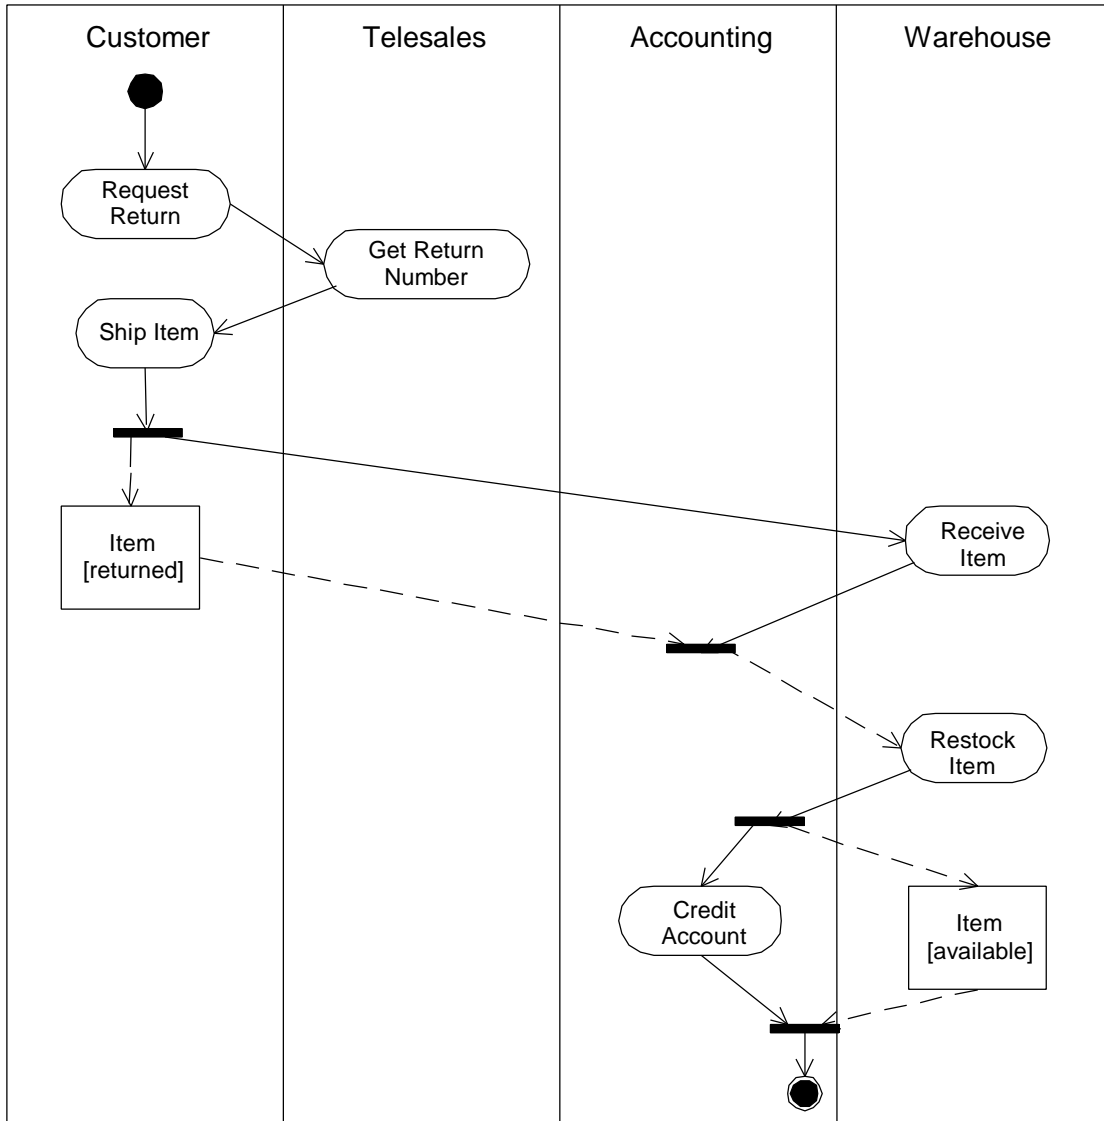 Customer
Telesales
Accounting
Warehouse
Request
Return
Get Return
Number
Ship Item
Item
[returned]
Receive
Item
Restock
Item
Credit
Account
Item
[available]